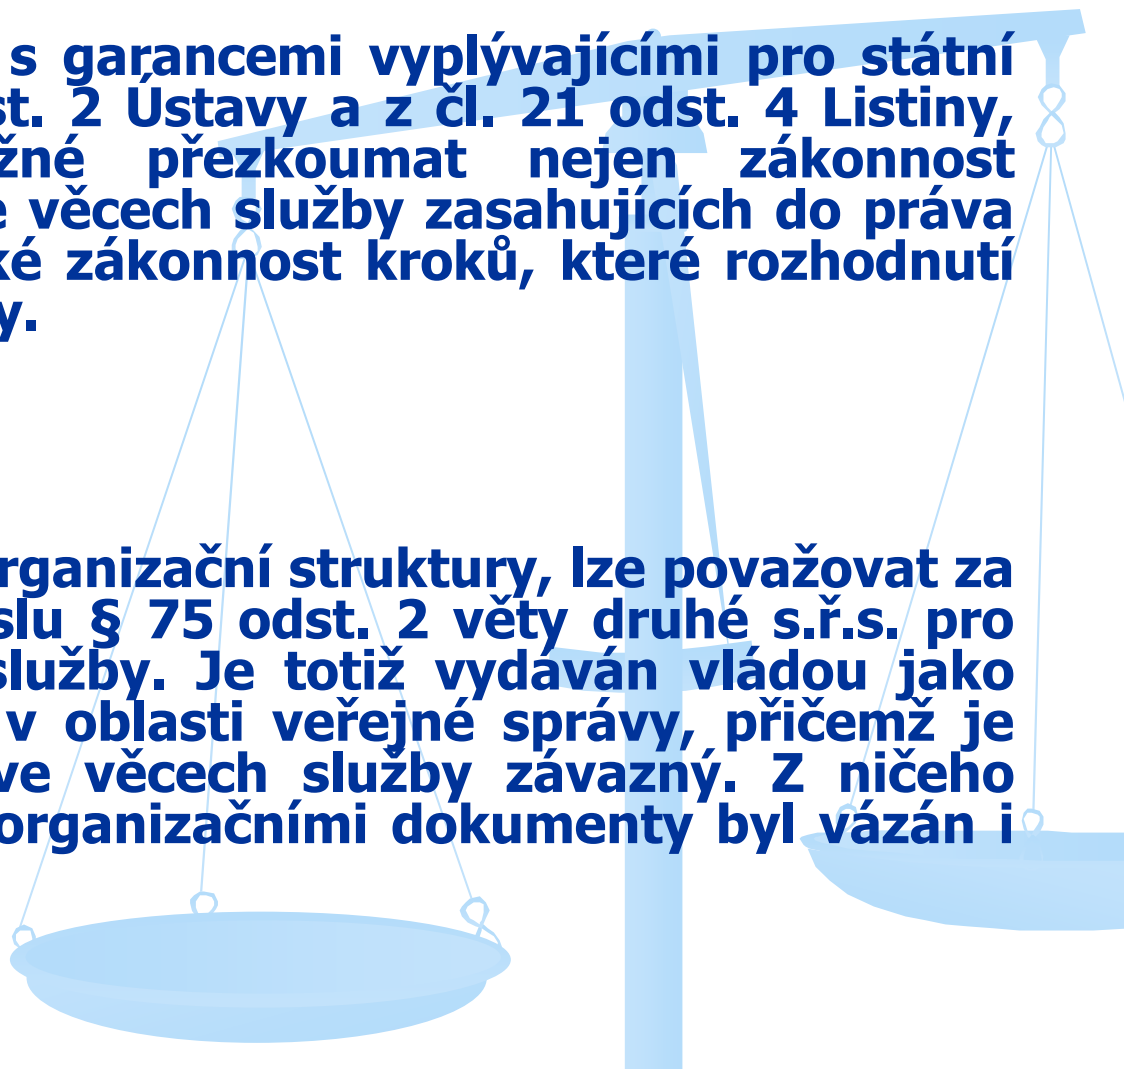 s garancemi vyplývajícími pro státní
st. 2 Ústavy a z čl. 21 odst. 4 Listiny,
žné přezkoumat nejen zákonnost
e věcech služby zasahujících do práva
ké zákonnost kroků, které rozhodnutí
y.
rganizační struktury, lze považovat za
slu § 75 odst. 2 věty druhé s.ř.s. pro
služby. Je totiž vydáván vládou jako
v oblasti veřejné správy, přičemž je
ve věcech služby závazný. Z ničeho
organizačními dokumenty byl vázán i